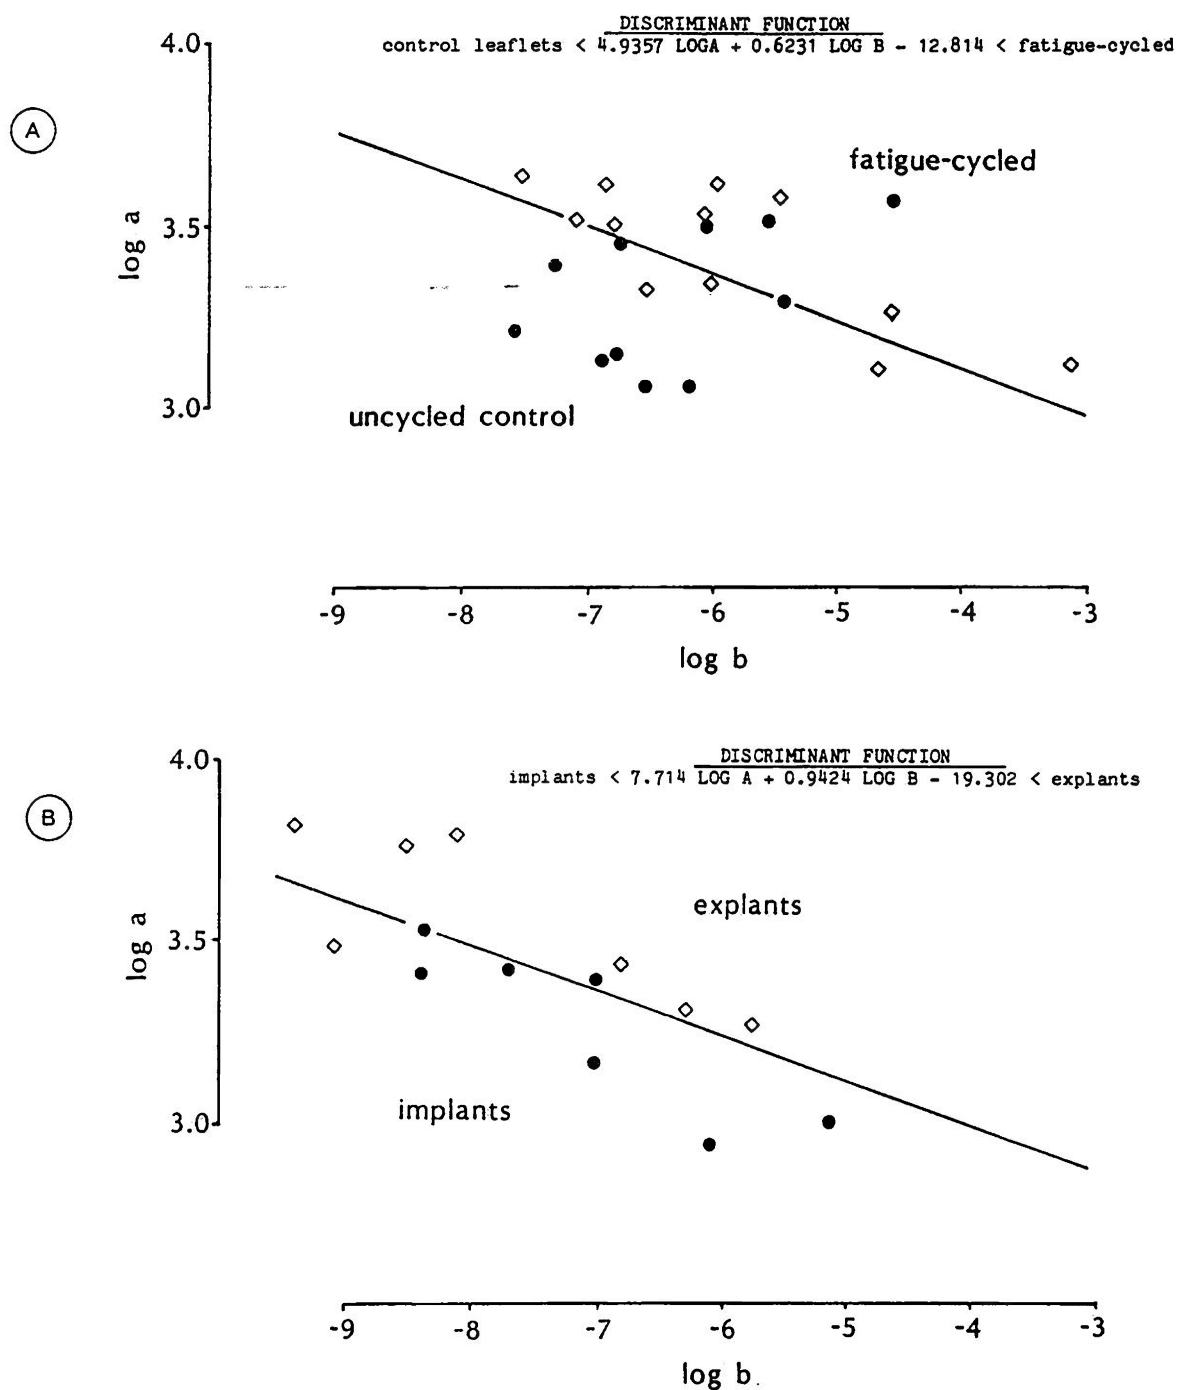 DISCRIMINANT FUNCTION
control leaflets < 4.9357 LOGA + 0.6231 LOG B - 12.814 < fatigue-cycled
4.0
A
fatigue-cycled
log a
3.5
3.0
uncycled control
-9 -8 -7 -6 -5 -4 -3
log b
4.0
DISCRIMINANT FUNCTION
implants < 7.714 LOG A + 0.9424 LOG B - 19.302 < explants
B
explants
log a
3.5
implants
3.0
-9 -8 -7 -6 -5 -4 -3
log b.